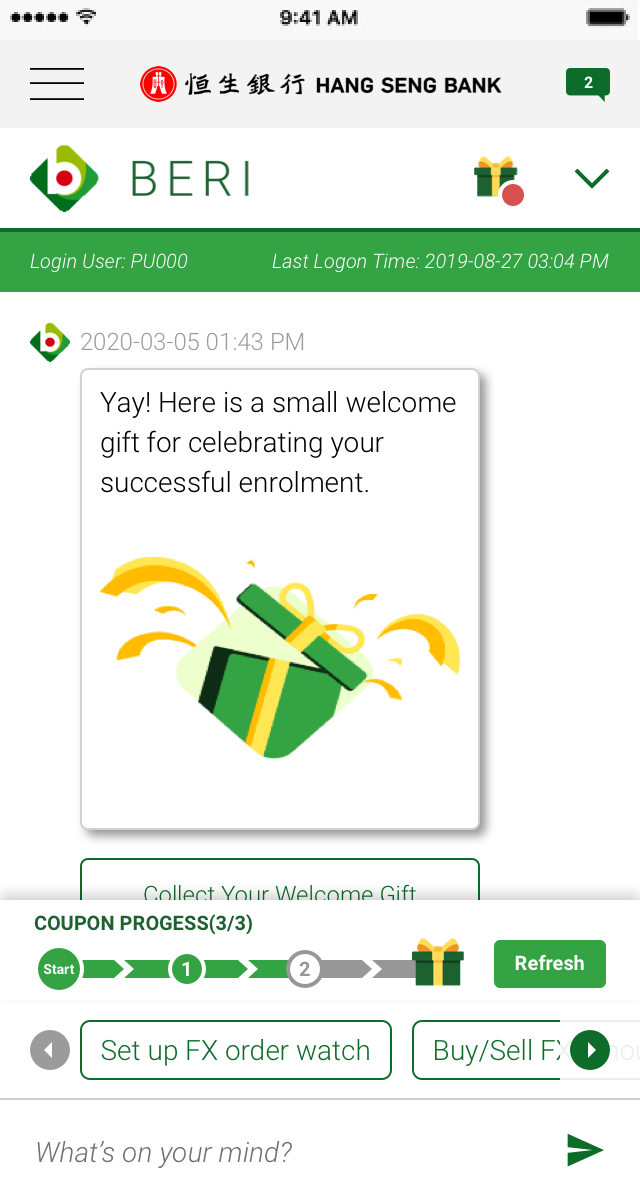 9:41 AM
恒生銀行 HANG SENG BANK
2
BERI
Login User: PU000
Last Logon Time: 2019-08-27 03:04 PM
2020-03-05 01:43 PM
Yay! Here is a small welcome
gift for celebrating your
successful enrolment.
Collect Your Welcome Gift
COUPON PROGESS(3/3)
Start
1
2
Refresh
Set up FX order watch
Buy/Sell FX
What's on your mind?